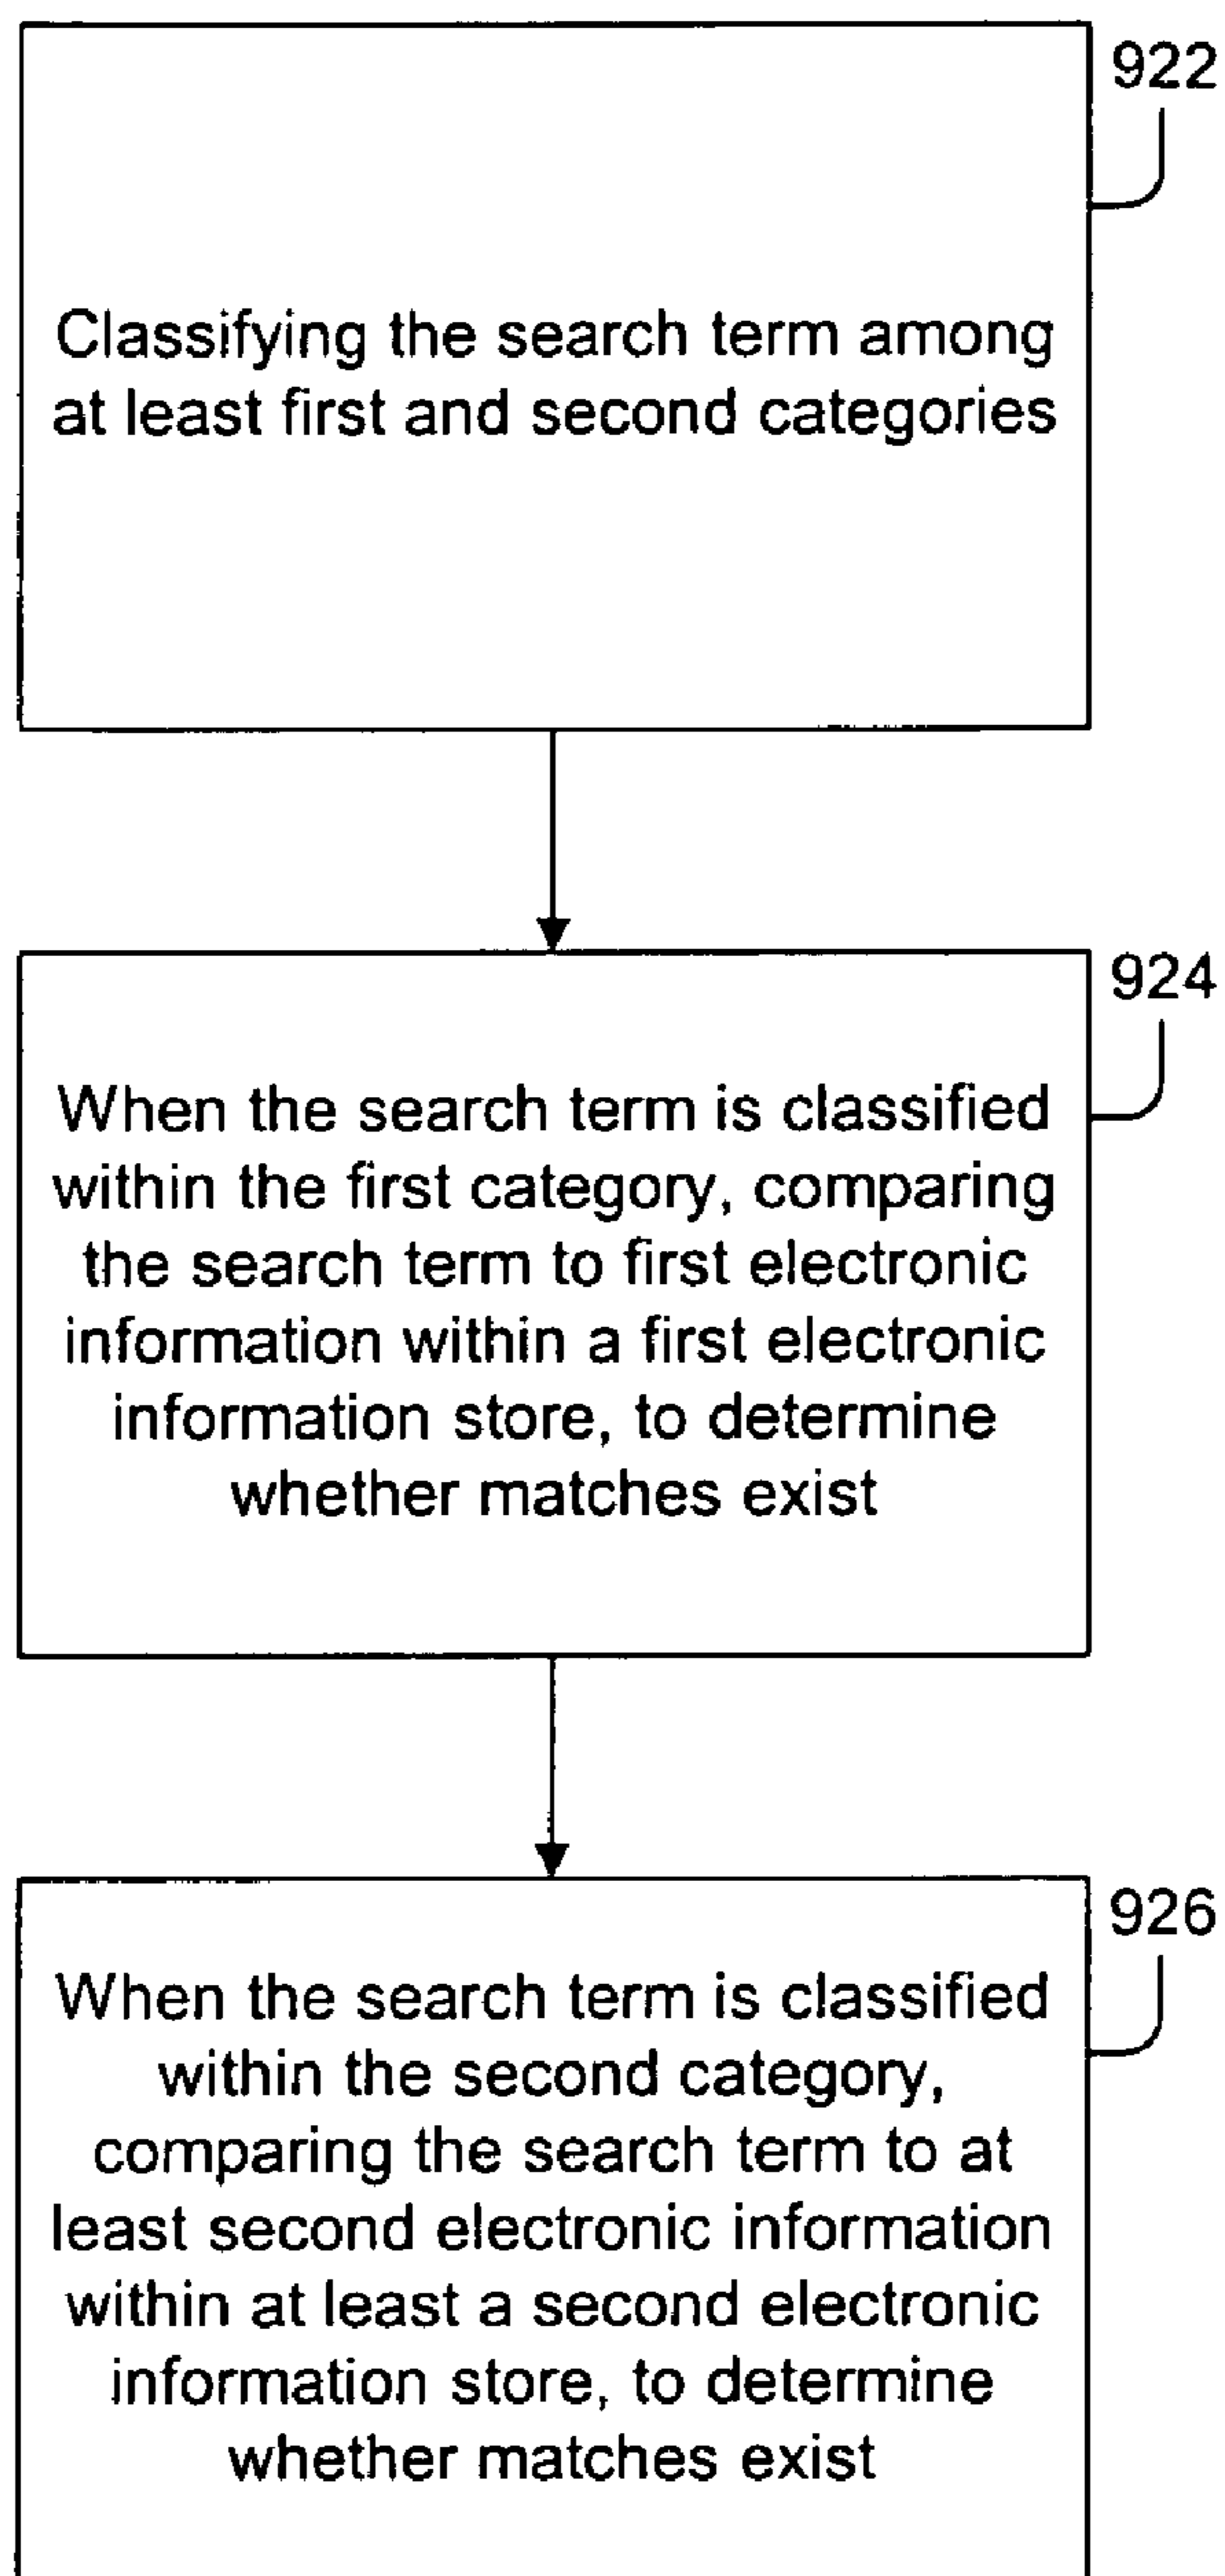 922
Classifying the search term among
at least first and second categories
924
When the search term is classified
within the first category, comparing
the search term to first electronic
information within a first electronic
information store, to determine
whether matches exist
926
When the search term is classified
within the second category,
comparing the search term to at
least second electronic information
within at least a second electronic
information store, to determine
whether matches exist